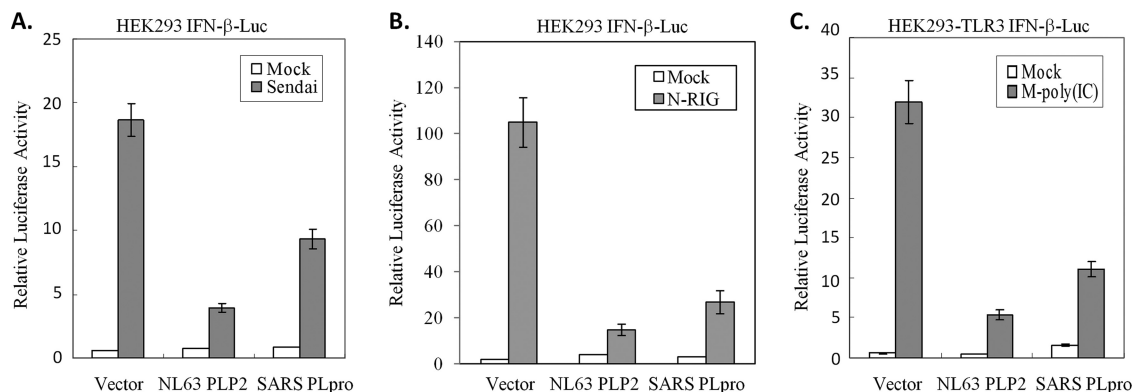 A.
HEK293 IFN-β-Luc
Relative Luciferase Activity
25
20
15
10
5
0
Mock
Sendai
Vector
NL63 PLP2
SARS PLpro
B.
HEK293 IFN-β-Luc
Relative Luciferase Activity
140
120
100
80
60
40
20
0
Mock
N-RIG
Vector
NL63 PLP2
SARS PLpro
C.
HEK293-TLR3 IFN-β-Luc
Relative Luciferase Activity
40
35
30
25
20
15
10
5
0
Mock
M-poly(IC)
Vector
NL63 PLP2
SARS PLpro